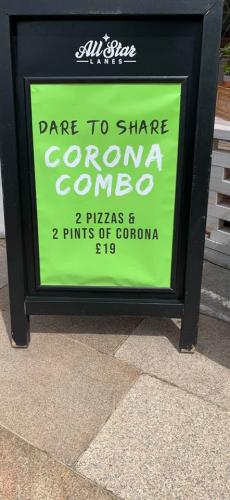 All Star
LANES
DARE TO SHARE
CORONA
COMBO
2 PIZZAS &
2 PINTS OF CORONA
£19